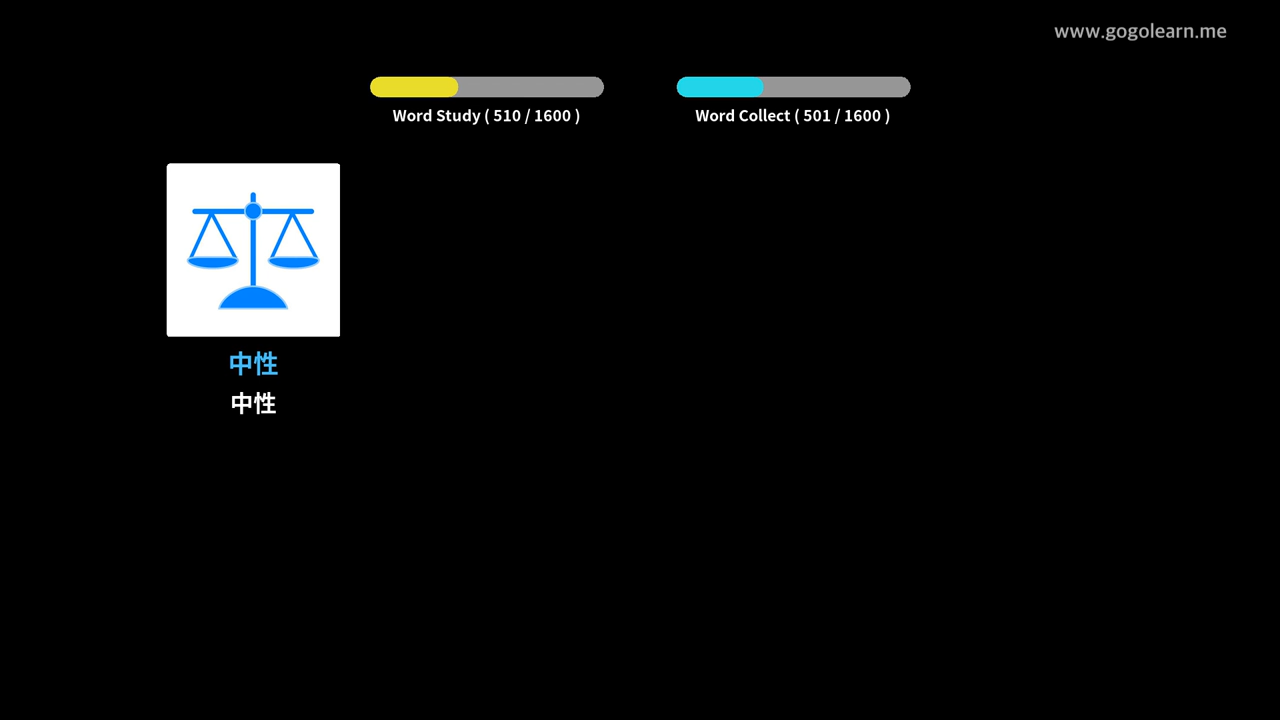 www.gogolearn.me
Word Study ( 510 / 1600 )
Word Collect ( 501 / 1600 )
中性
中性